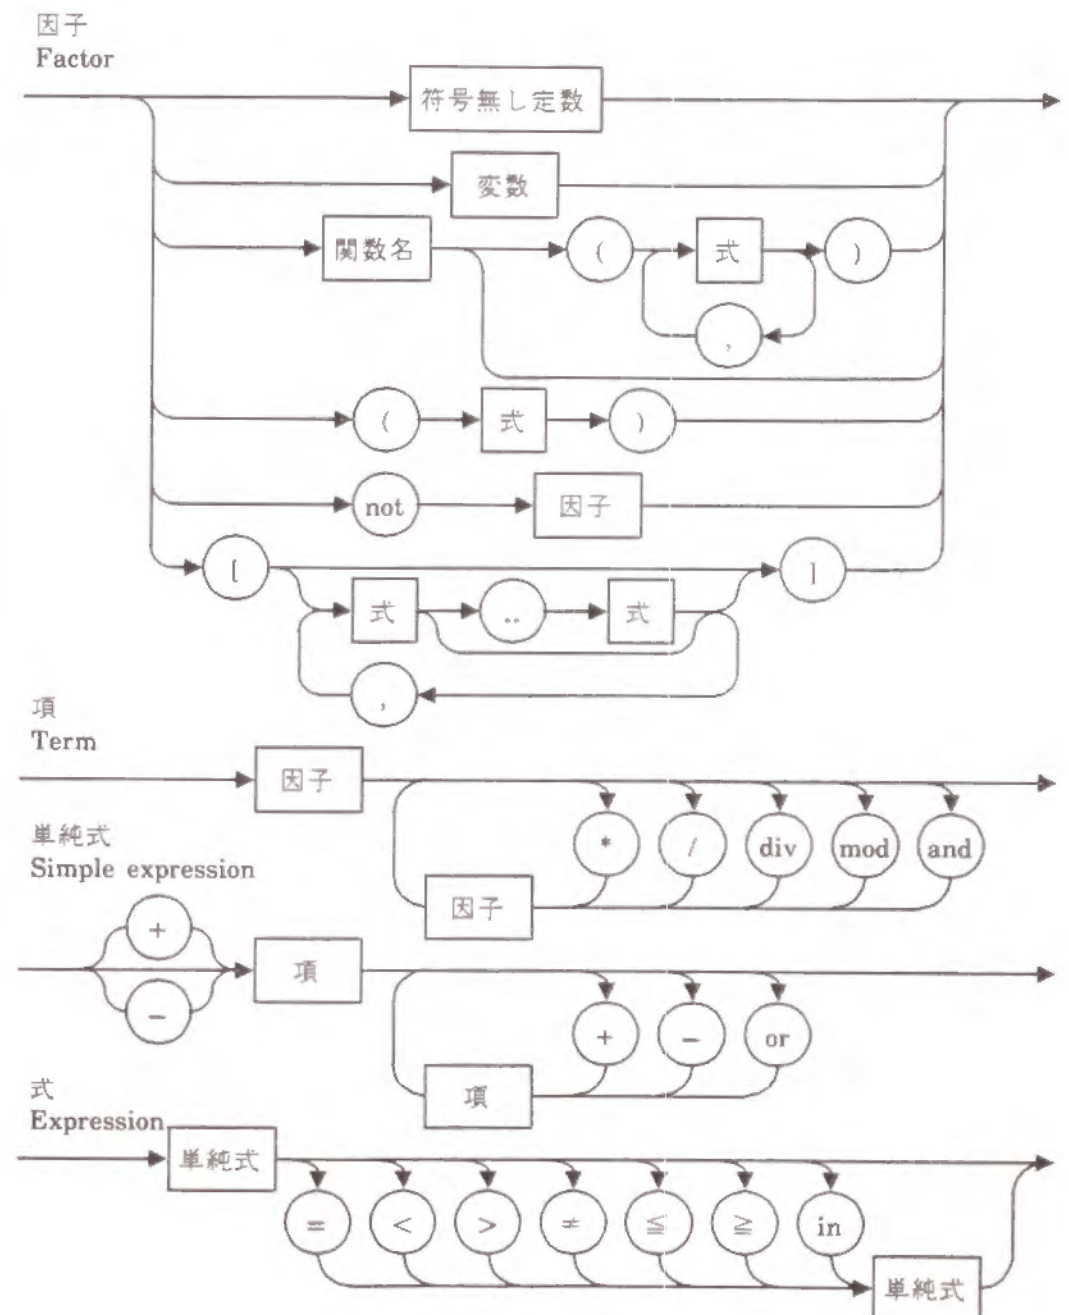 因子
Factor
符号無し定数
変数
関数名 ( 式 )
,
( 式 )
not 因子
[ ]
式 .. 式
,
項
Term
因子
* / div mod and
因子
単純式
Simple expression
+
項
-
+ - or
項
式
Expression
単純式
= < > ≠ ≦ ≧ in
単純式